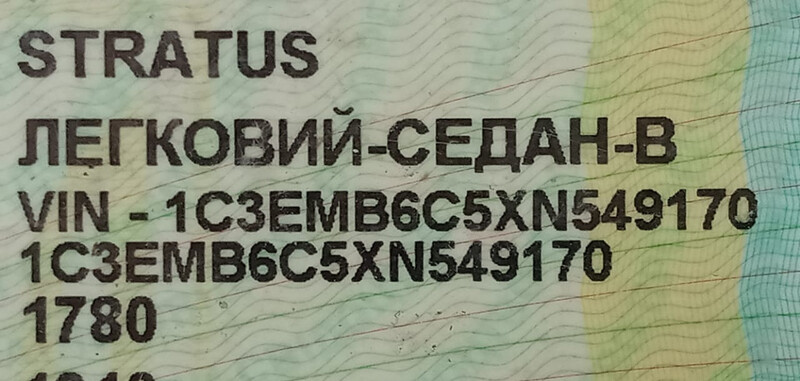 STRATUS
ЛЕГКОВИЙ-СЕДАН-В
VIN - 1C3EMB6C5XN549170
1C3EMB6C5XN549170
1780